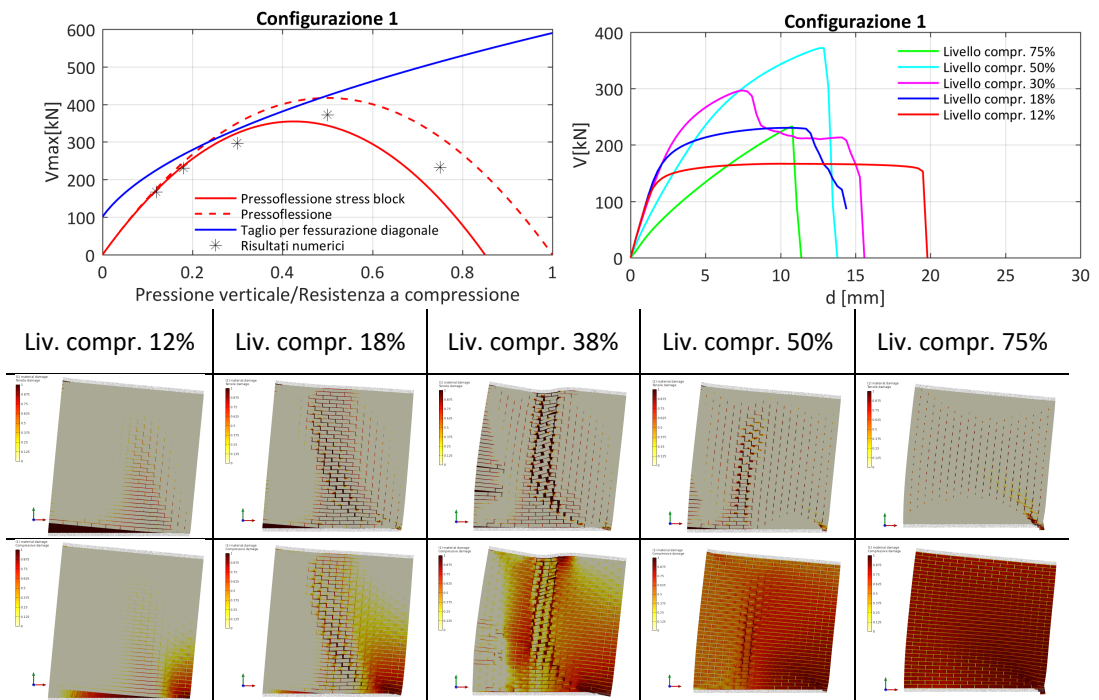 Configurazione 1
600
500
400
300
200
100
0
Vmax[kN]
Pressoflessione stress block
Pressoflessione
Taglio per fessurazione diagonale
Risultati numerici
0 0.2 0.4 0.6 0.8 1
Pressione verticale/Resistenza a compressione
Configurazione 1
400
300
200
100
0
V[kN]
Livello compr. 75%
Livello compr. 50%
Livello compr. 30%
Livello compr. 18%
Livello compr. 12%
0 5 10 15 20 25 30
d [mm]
Liv. compr. 12% Liv. compr. 18% Liv. compr. 38% Liv. compr. 50% Liv. compr. 75%